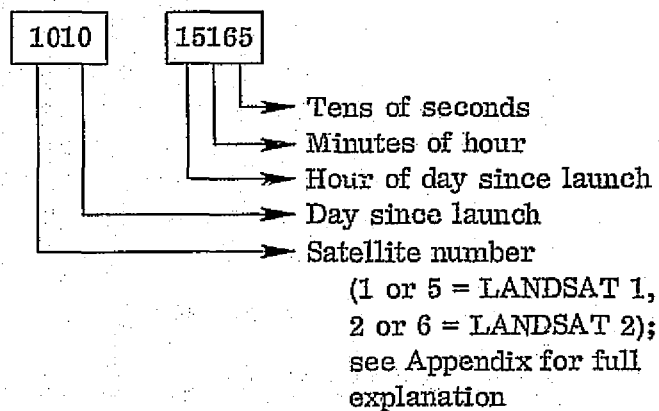 1010 15165
Tens of seconds
Minutes of hour
Hour of day since launch
Day since launch
Satellite number
(1 or 5 = LANDSAT 1,
2 or 6 = LANDSAT 2);
see Appendix for full
explanation